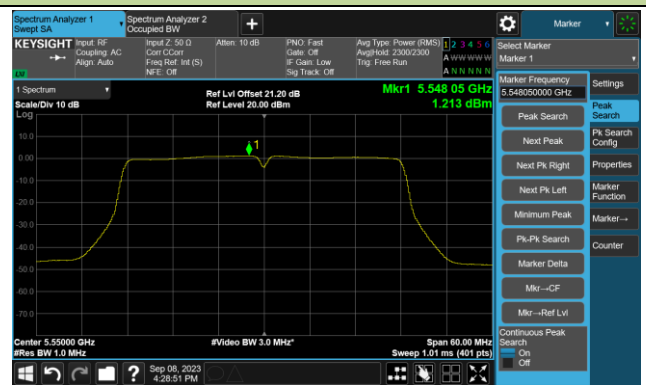 Spectrum Analyzer 1
Swept SA
Spectrum Analyzer 2
Occupied BW
+
Marker
KEYSIGHT
Input: RF
Coupling: AC
Align: Auto
Input Z: 50 Ω
Corr CCorr
Freq Ref: Int (S)
NFE: Off
Atten: 10 dB
PNO: Fast
Gate: Off
IF Gain: Low
Sig Track: Off
Avg Type: Power (RMS)
Avg|Hold: 2300/2300
Trig: Free Run
1 2 3 4 5 6
A W W W W W
A N N N N N
Select Marker
Marker 1
1 Spectrum
Scale/Div 10 dB
Log
Ref Lvl Offset 21.20 dB
Ref Level 20.00 dBm
Mkr1 5.548 05 GHz
1.213 dBm
10.0
0.00
-10.0
-20.0
-30.0
-40.0
-50.0
-60.0
-70.0
1
Center 5.55000 GHz
#Res BW 1.0 MHz
#Video BW 3.0 MHz*
Span 60.00 MHz
Sweep 1.01 ms (401 pts)
Marker Frequency
5.548050000 GHz
Peak Search
Next Peak
Next Pk Right
Next Pk Left
Minimum Peak
Pk-Pk Search
Marker Delta
Mkr→CF
Mkr→Ref Lvl
Continuous Peak
Search
On
Off
Settings
Peak
Search
Pk Search
Config
Properties
Marker
Function
Marker→
Counter
?
Sep 08, 2023
4:28:51 PM